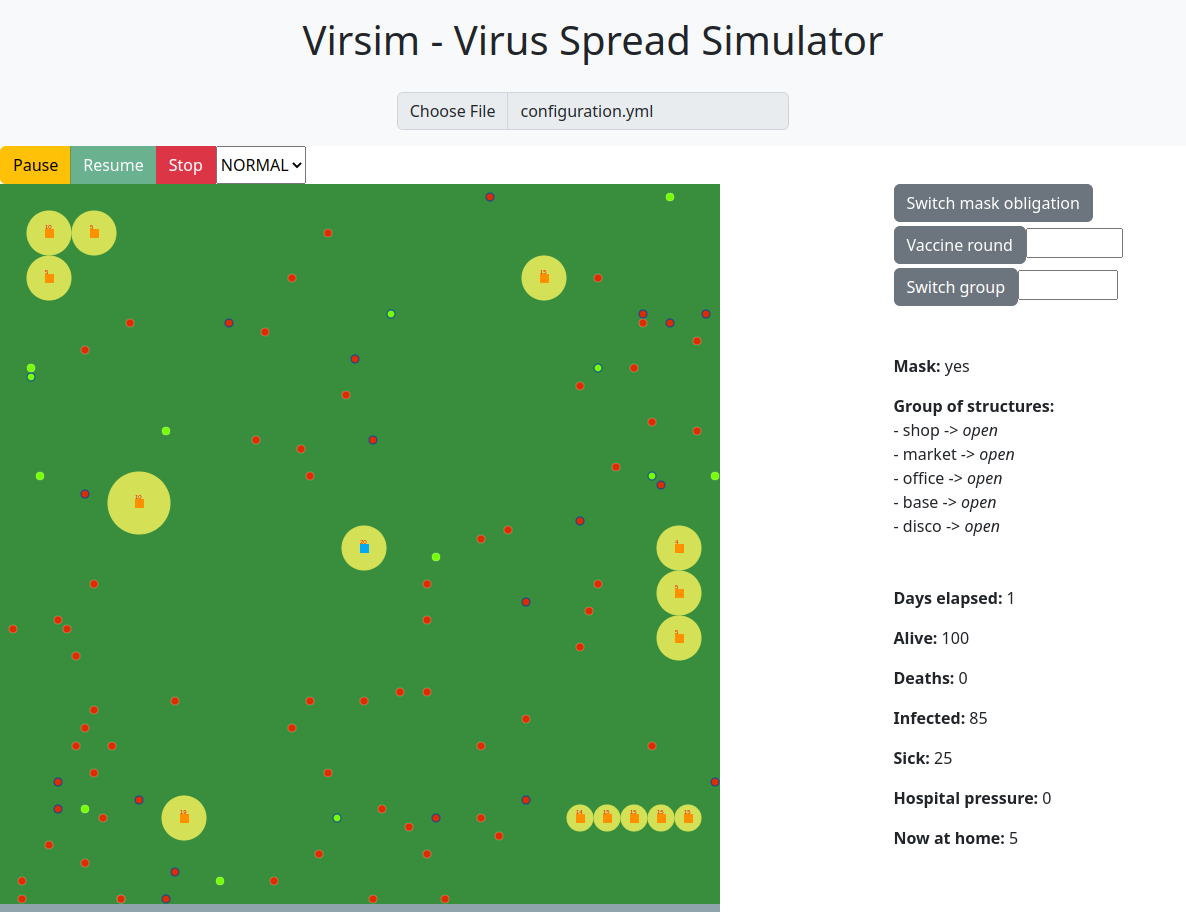 Virsim - Virus Spread Simulator
Choose File configuration.yml
Pause Resume Stop NORMAL
Switch mask obligation
Vaccine round
Switch group
Mask: yes
Group of structures:
- shop -> open
- market -> open
- office -> open
- base -> open
- disco -> open
Days elapsed: 1
Alive: 100
Deaths: 0
Infected: 85
Sick: 25
Hospital pressure: 0
Now at home: 5